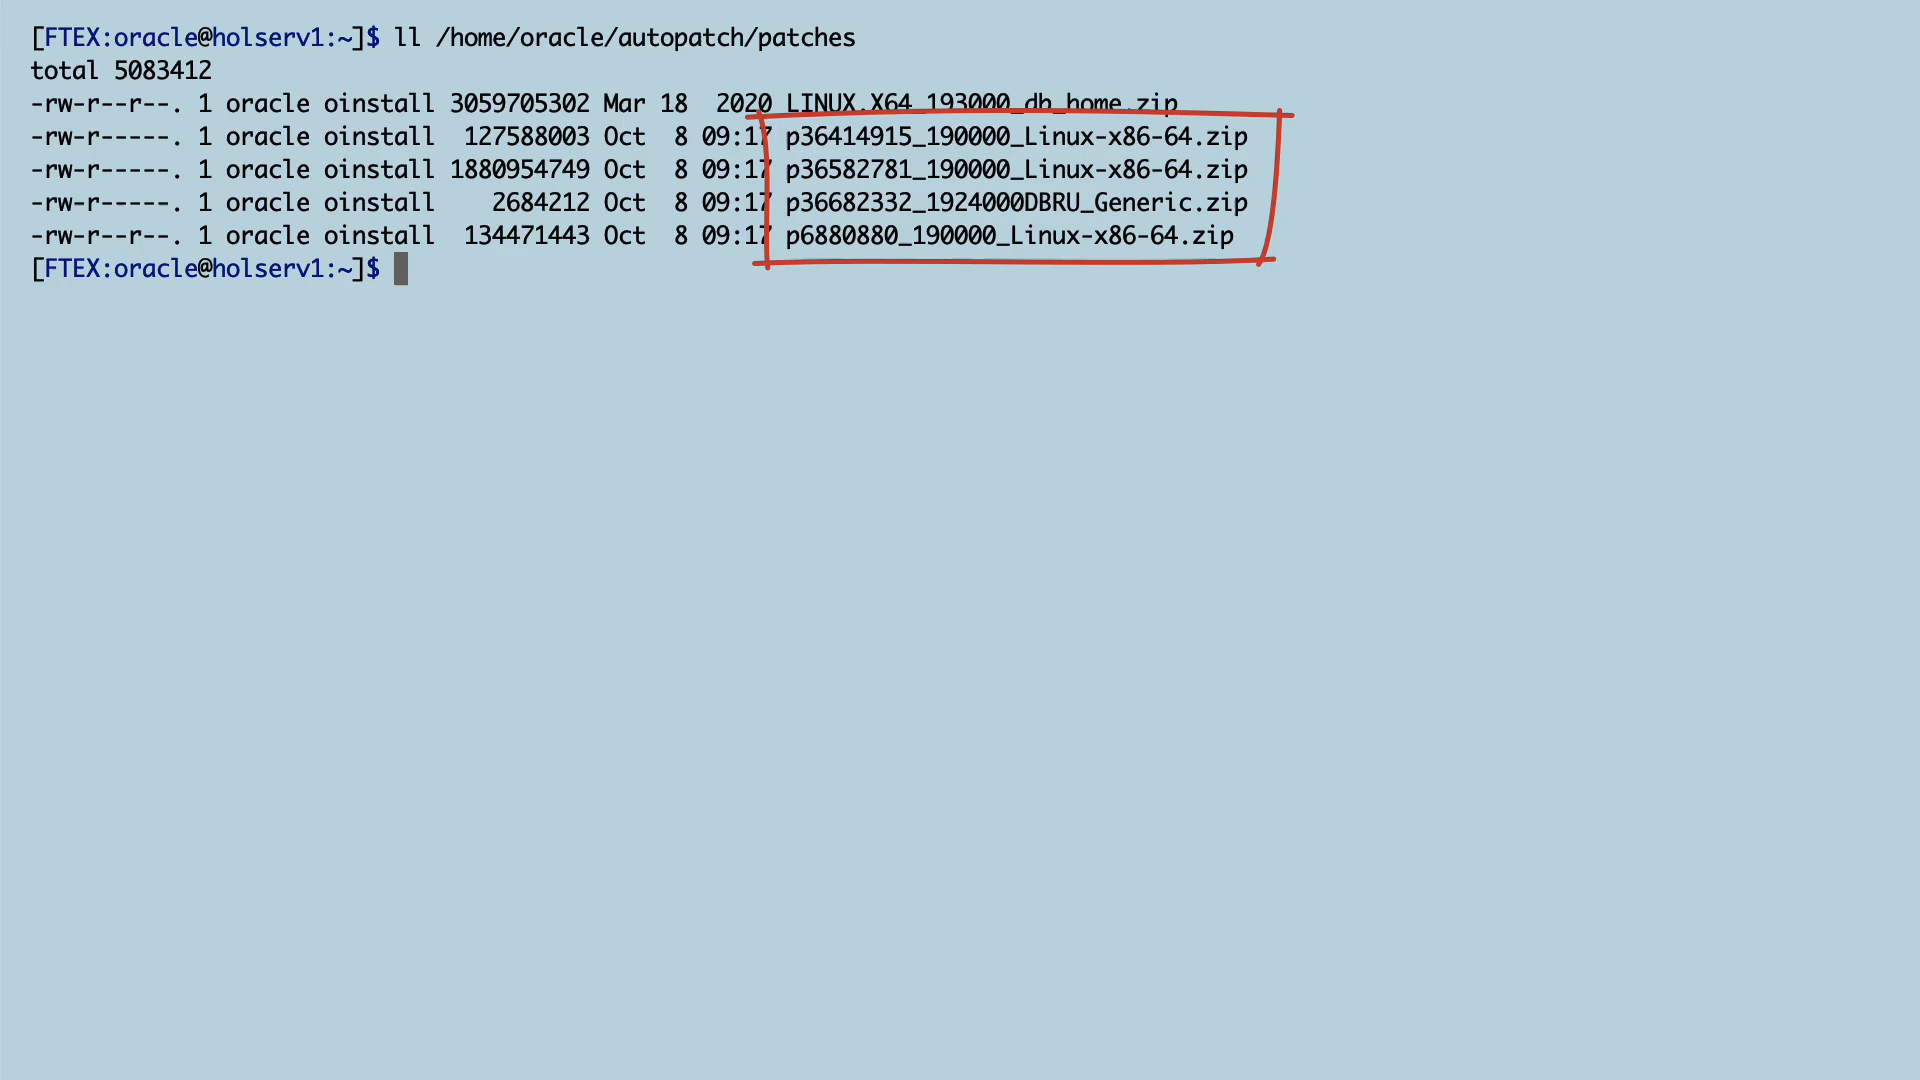 [FTEX:oracle@holserv1:~]$ ll /home/oracle/autopatch/patches
total 5083412
-rw-r--r--. 1 oracle oinstall 3059705302 Mar 18  2020 LINUX.X64_193000_db_home.zip
-rw-r-----. 1 oracle oinstall  127588003 Oct  8 09:17 p36414915_190000_Linux-x86-64.zip
-rw-r-----. 1 oracle oinstall 1880954749 Oct  8 09:17 p36582781_190000_Linux-x86-64.zip
-rw-r-----. 1 oracle oinstall    2684212 Oct  8 09:17 p36682332_1924000DBRU_Generic.zip
-rw-r--r--. 1 oracle oinstall  134471443 Oct  8 09:17 p6880880_190000_Linux-x86-64.zip
[FTEX:oracle@holserv1:~]$